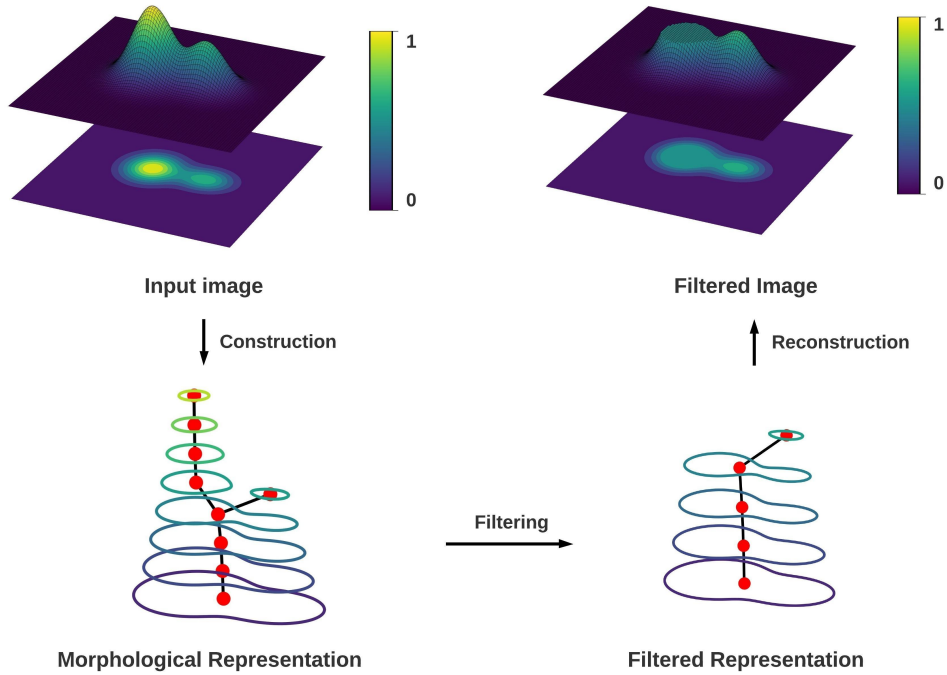 1
0
1
0
Input image
Filtered Image
Construction
Reconstruction
Filtering
Morphological Representation
Filtered Representation